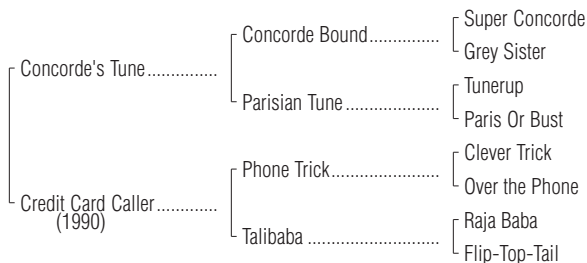 Super Concorde
Concorde Bound................
Grey Sister
Concorde's Tune...............
Tunerup
Parisian Tune .....................
Paris Or Bust
Clever Trick
Phone Trick........................
Over the Phone
Credit Card Caller.............
(1990)
Raja Baba
Talibaba .............................
Flip-Top-Tail